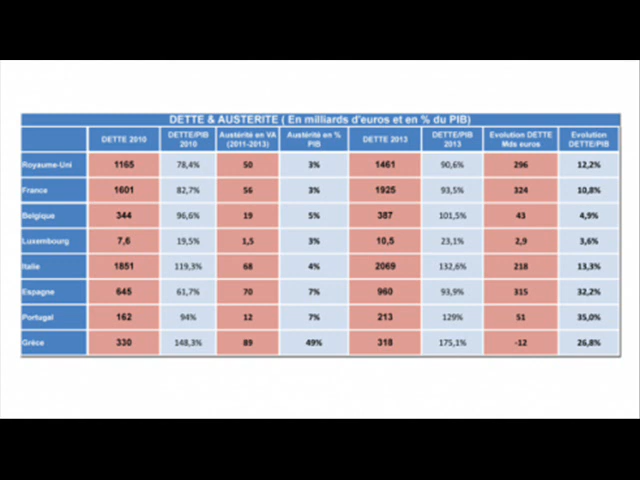 DETTE & AUSTERITE ( En milliards d'euros et en % du PIB)
DETTE 2010 DETTE/PIB 2010 Austérité en VA (2011-2013) Austérité en % PIB DETTE 2013 DETTE/PIB 2013 Evolution DETTE Mds euros Evolution DETTE/PIB
Royaume-Uni 1165 78,4% 50 3% 1461 90,6% 296 12,2%
France 1601 82,7% 56 3% 1925 93,5% 324 10,8%
Belgique 344 96,6% 19 5% 387 101,5% 43 4,9%
Luxembourg 7,6 19,5% 1,5 3% 10,5 23,1% 2,9 3,6%
Italie 1851 119,3% 68 4% 2069 132,6% 218 13,3%
Espagne 645 61,7% 70 7% 960 93,9% 315 32,2%
Portugal 162 94% 12 7% 213 129% 51 35,0%
Grèce 330 148,3% 89 49% 318 175,1% -12 26,8%